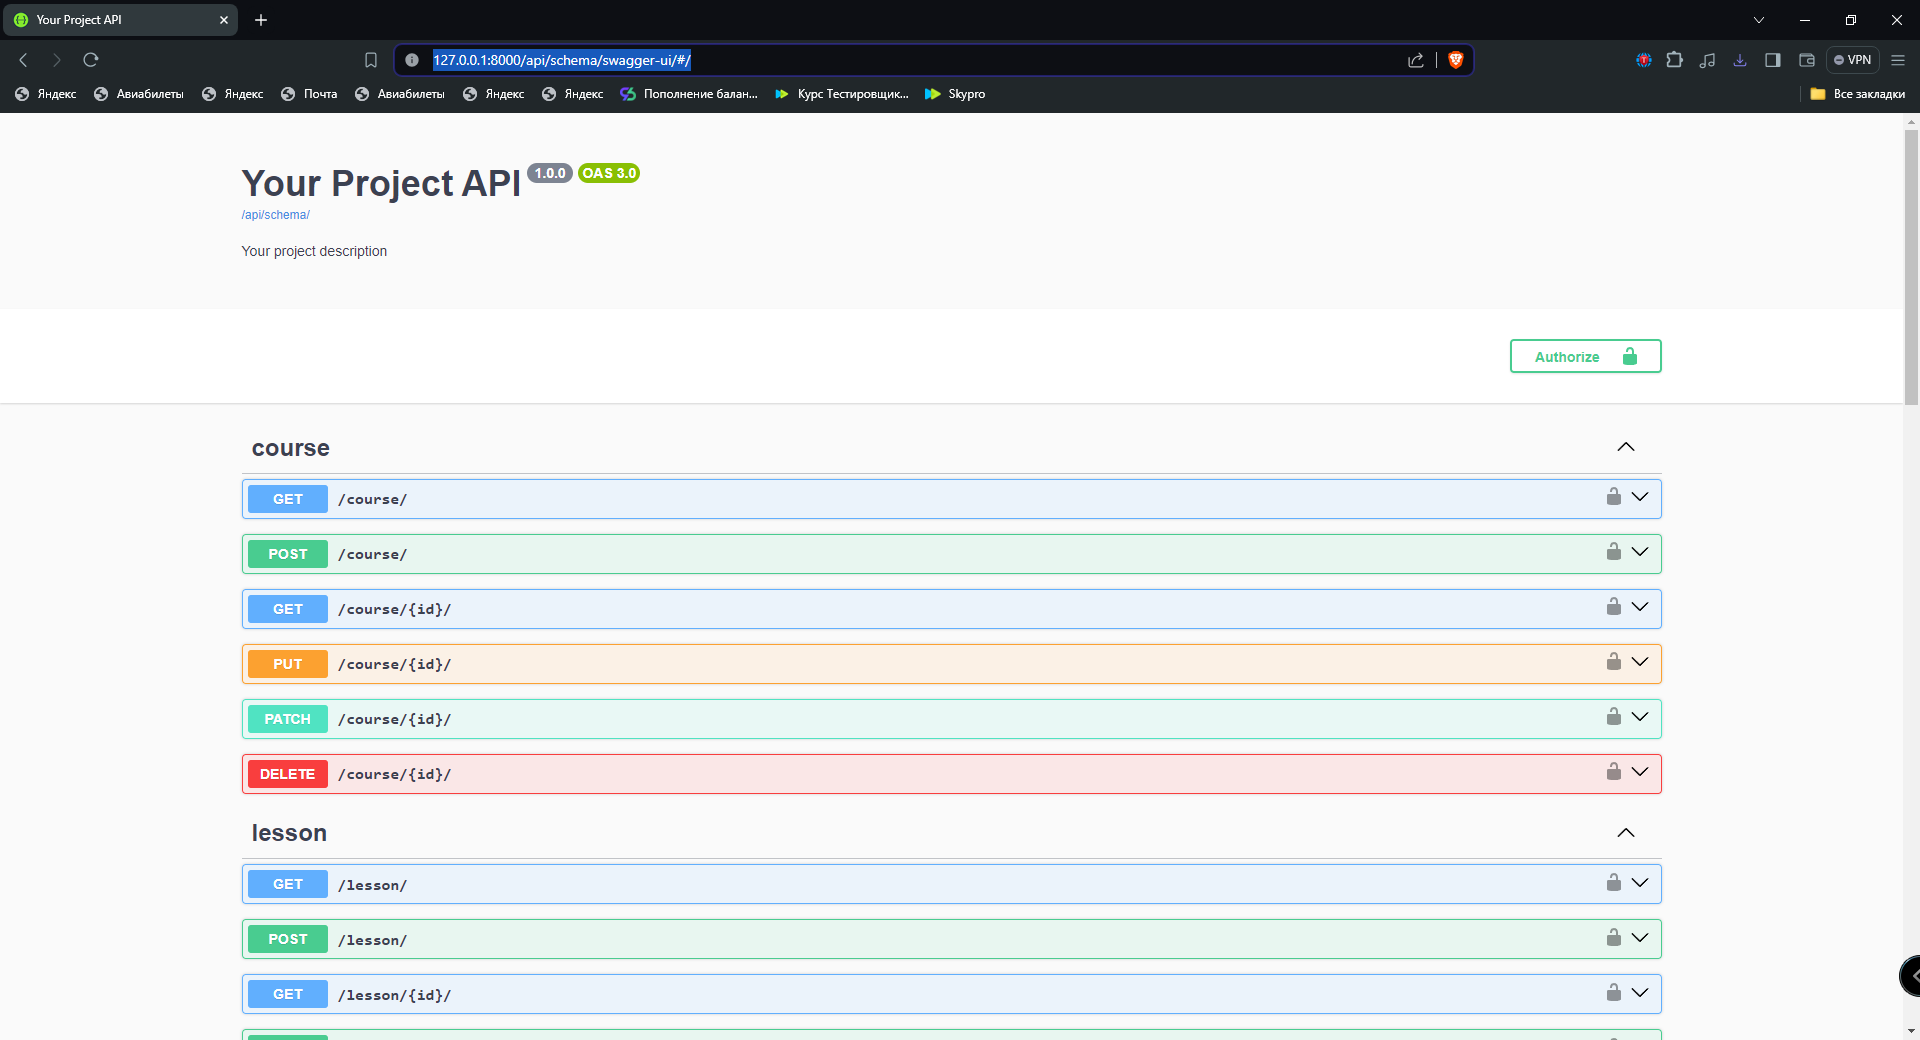 Your Project API
127.0.0.1:8000/api/schema/swagger-ui/#/
VPN
Яндекс Авиабилеты Яндекс Почта Авиабилеты Яндекс Яндекс Пополнение балан... Курс Тестировщик... Skypro Все закладки
Your Project API 1.0.0 OAS 3.0
/api/schema/
Your project description
Authorize
course
GET /course/
POST /course/
GET /course/{id}/
PUT /course/{id}/
PATCH /course/{id}/
DELETE /course/{id}/
lesson
GET /lesson/
POST /lesson/
GET /lesson/{id}/